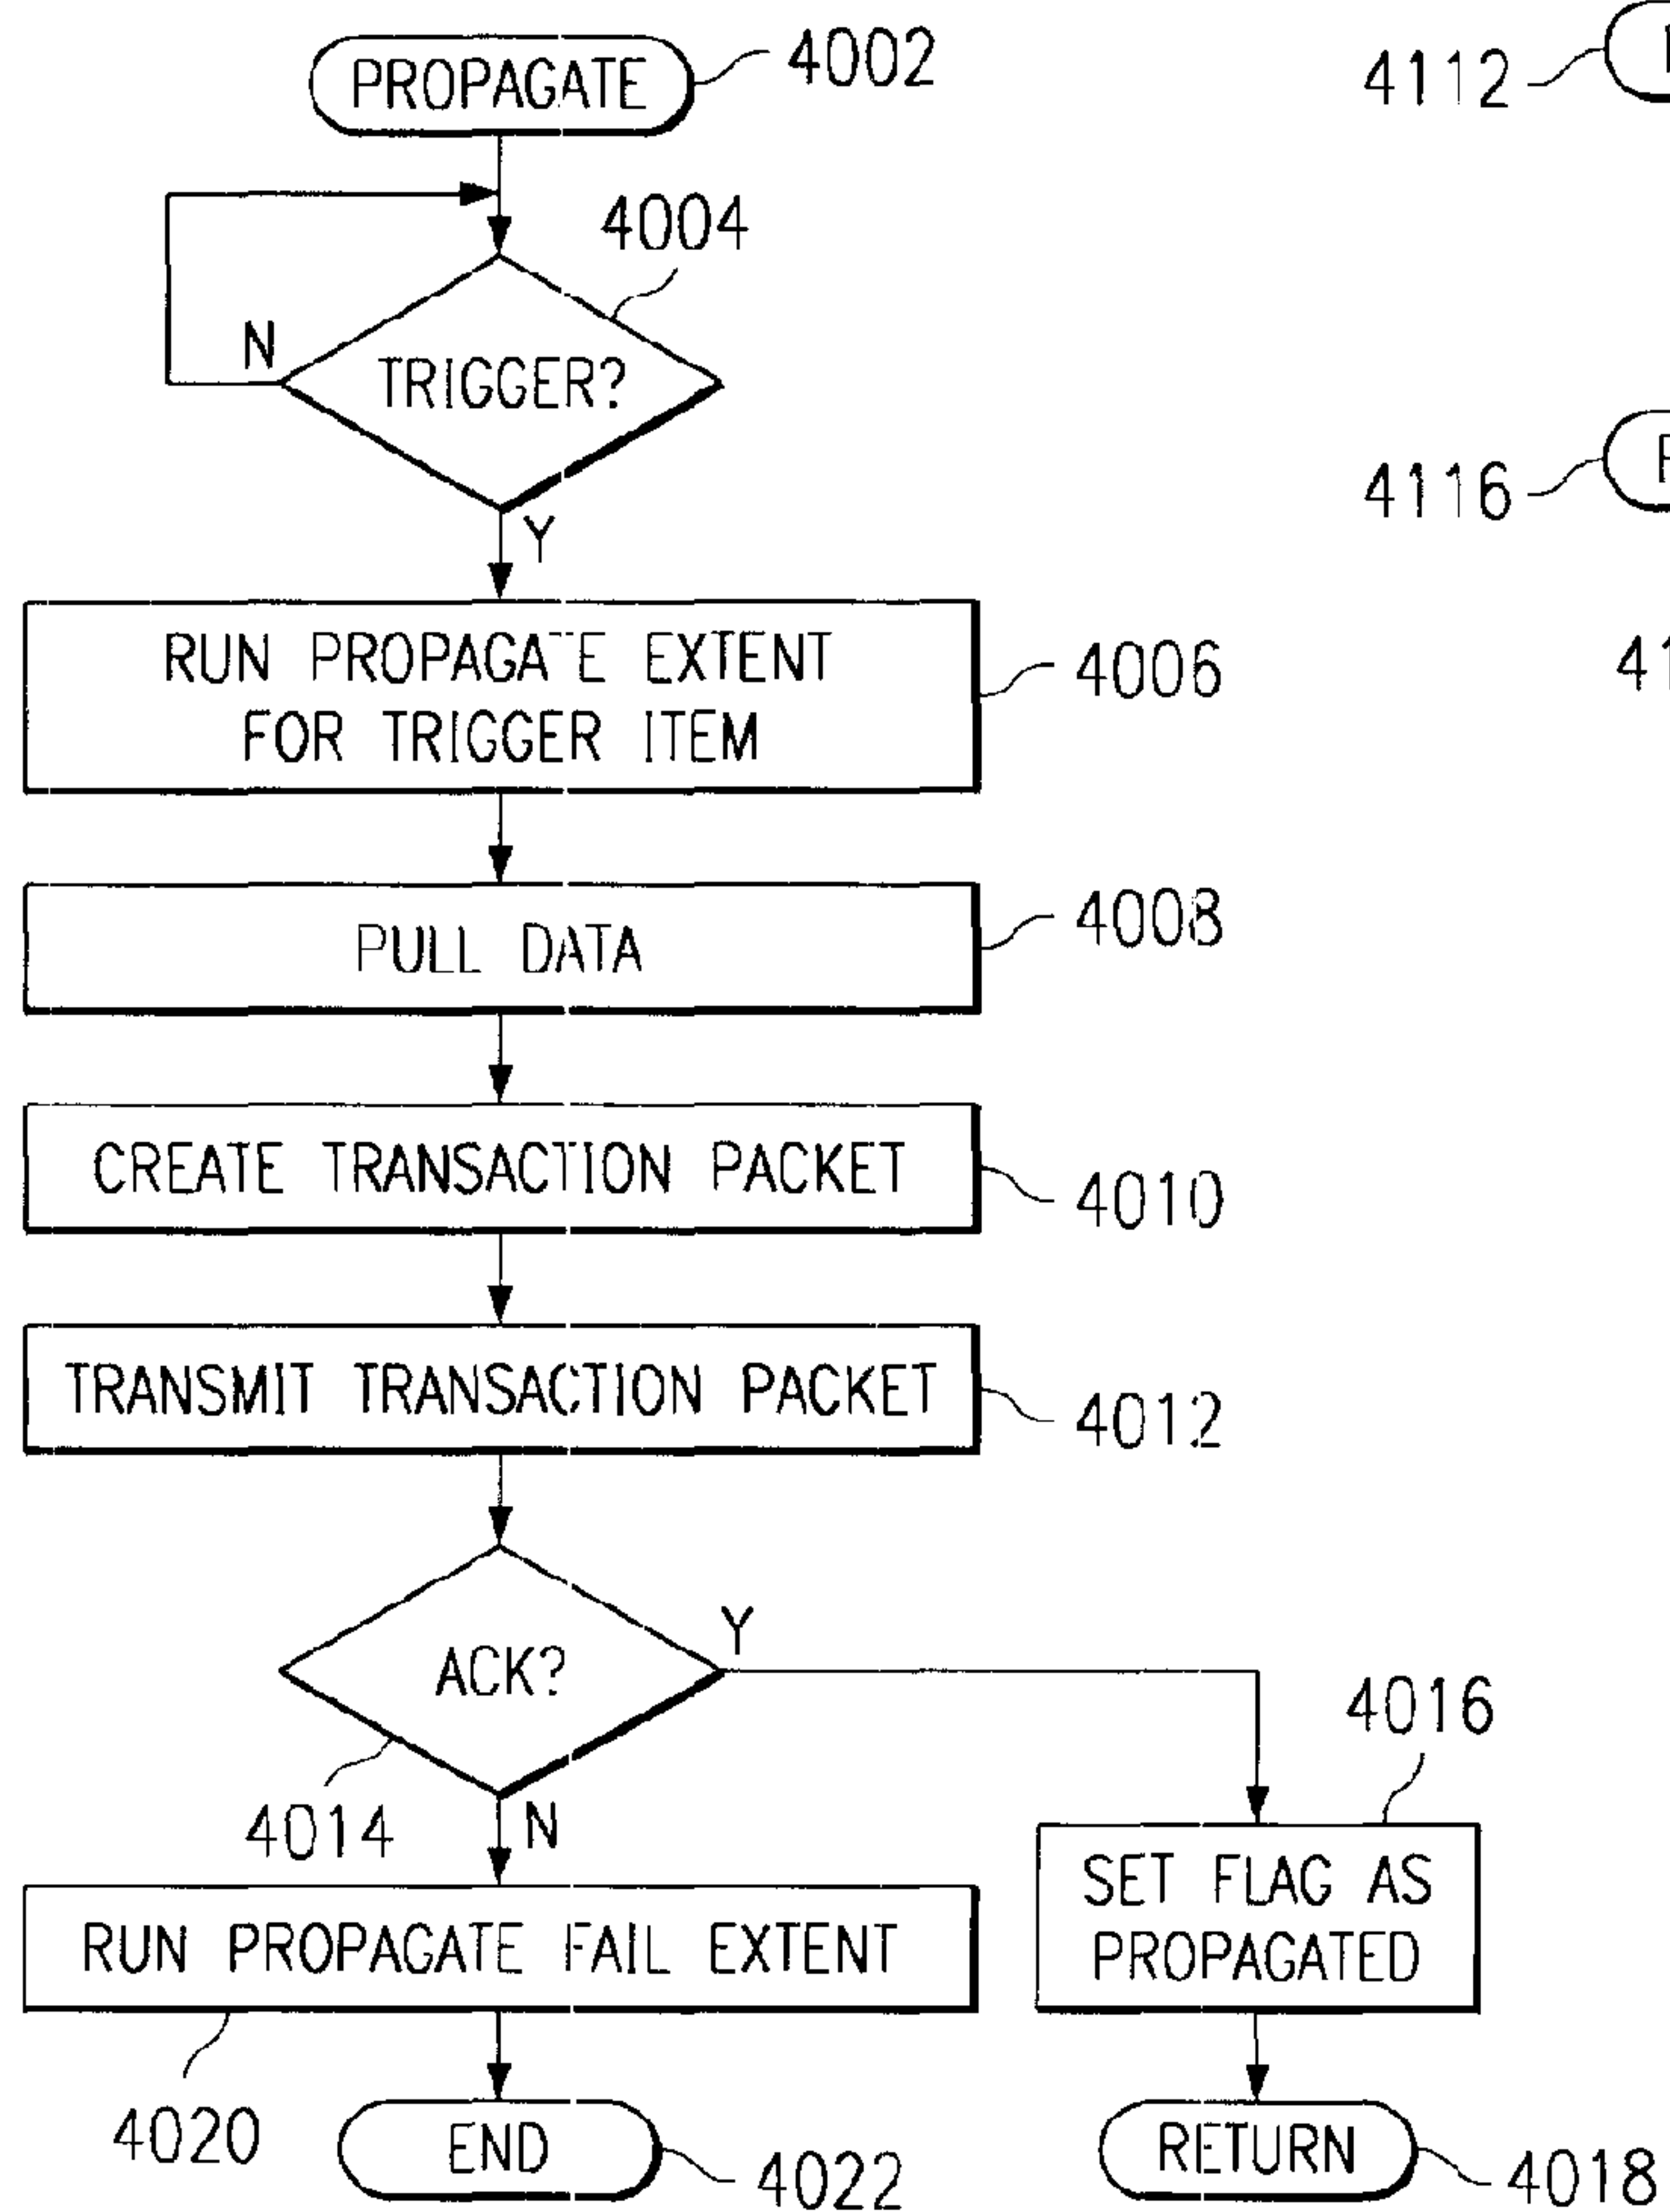 PROPAGATE
4002
4004
N
TRIGGER?
Y
RUN PROPAGATE EXTENT
FOR TRIGGER ITEM
4006
PULL DATA
4008
CREATE TRANSACTION PACKET
4010
TRANSMIT TRANSACTION PACKET
4012
ACK?
Y
4014
N
4016
SET FLAG AS
PROPAGATED
RUN PROPAGATE FAIL EXTENT
4020
END
4022
RETURN
4018
4112
4116